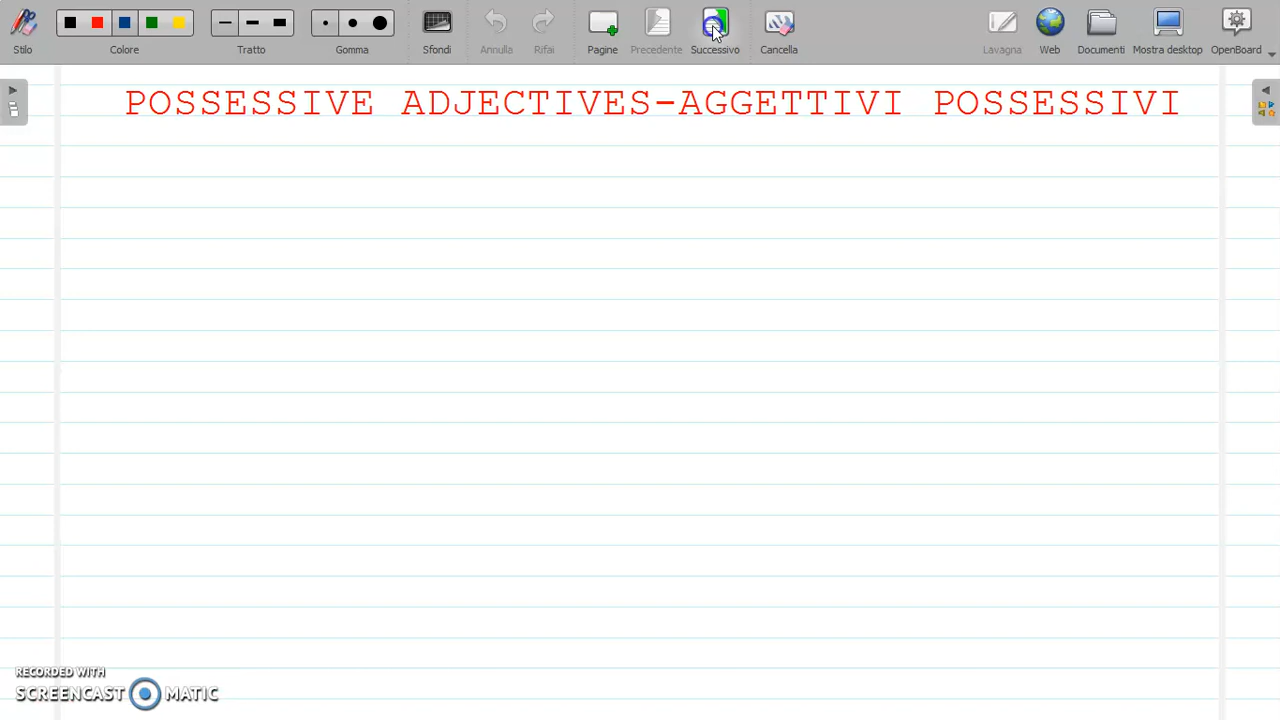 Stilo Colore Tratto Gomma Sfondi Annulla Rifai Pagine Precedente Successivo Cancella Lavagna Web Documenti Mostra desktop OpenBoard
POSSESSIVE ADJECTIVES-AGGETTIVI POSSESSIVI
RECORDED WITH
SCREENCAST MATIC